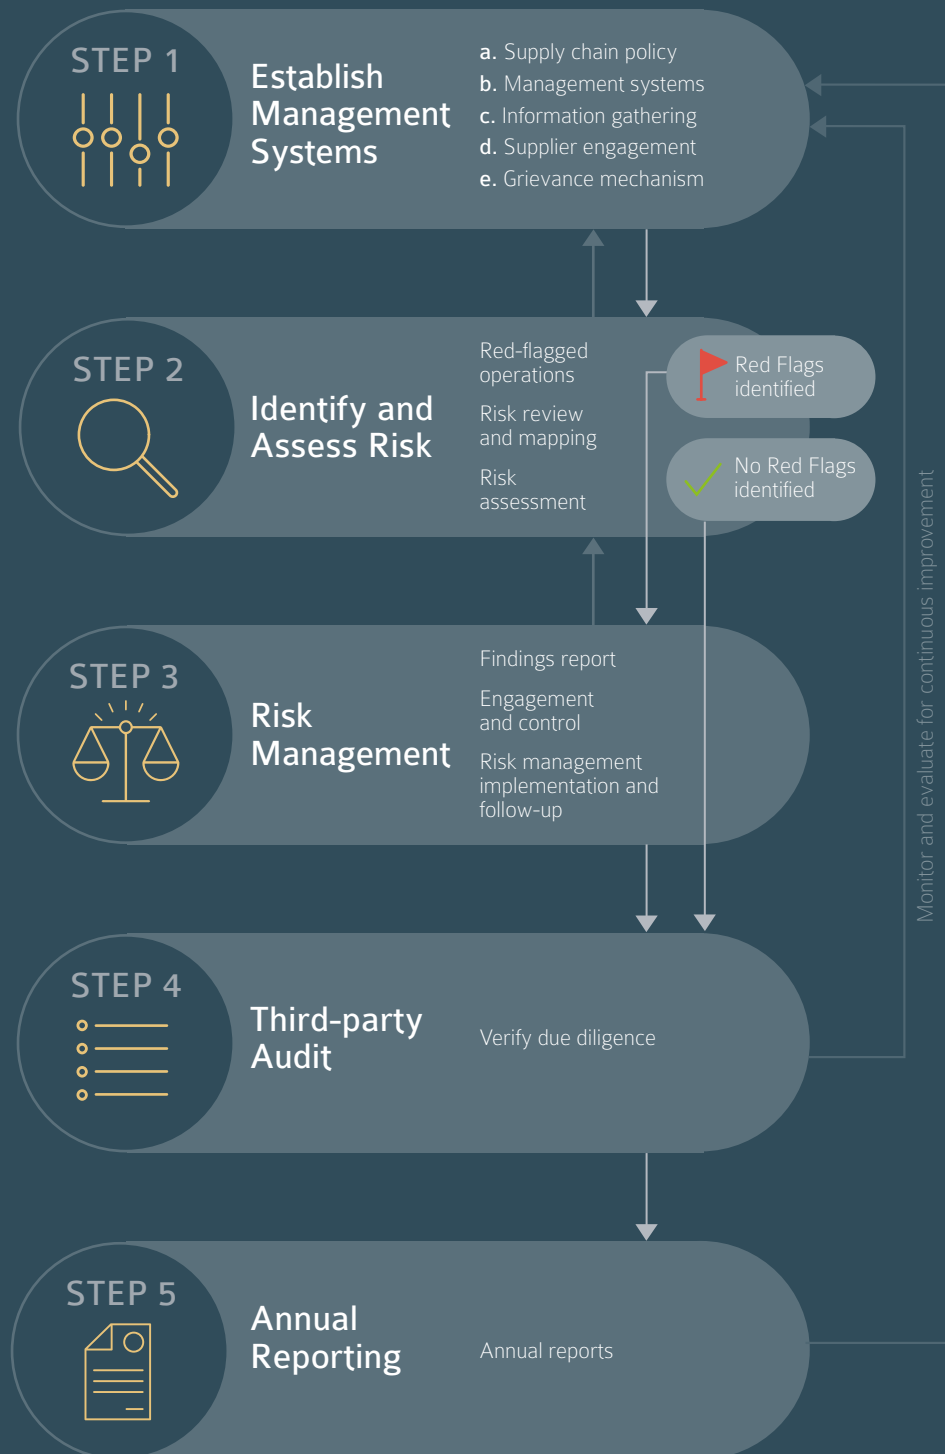 STEP 1
Establish
Management
Systems
a. Supply chain policy
b. Management systems
c. Information gathering
d. Supplier engagement
e. Grievance mechanism
STEP 2
Identify and
Assess Risk
Red-flagged
operations
Risk review
and mapping
Risk
assessment
Red Flags
identified
No Red Flags
identified
STEP 3
Risk
Management
Findings report
Engagement
and control
Risk management
implementation and
follow-up
Monitor and evaluate for continuous improvement
STEP 4
Third-party
Audit
Verify due diligence
STEP 5
Annual
Reporting
Annual reports